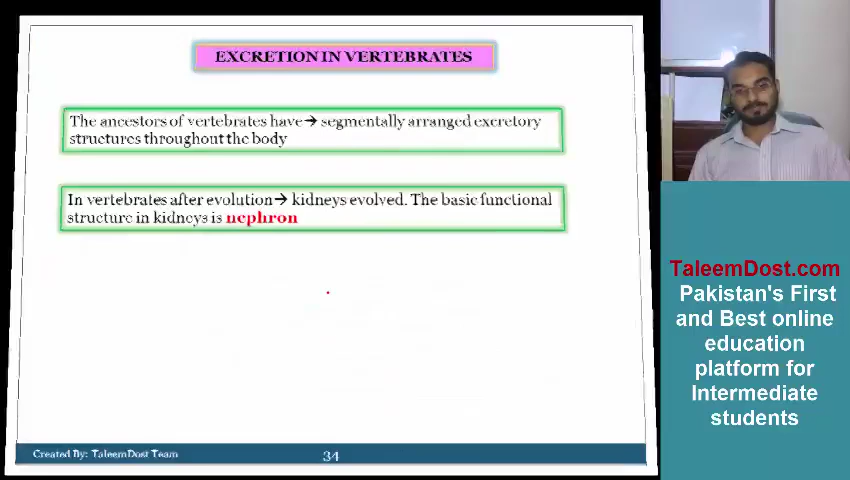 EXCRETION IN VERTEBRATES
The ancestors of vertebrates have→ segmentally arranged excretory
structures throughout the body
In vertebrates after evolution→ kidneys evolved. The basic functional
structure in kidneys is nephron
Created By: TaleemDost Team
34
TaleemDost.com
Pakistan's First
and Best online
education
platform for
Intermediate
students